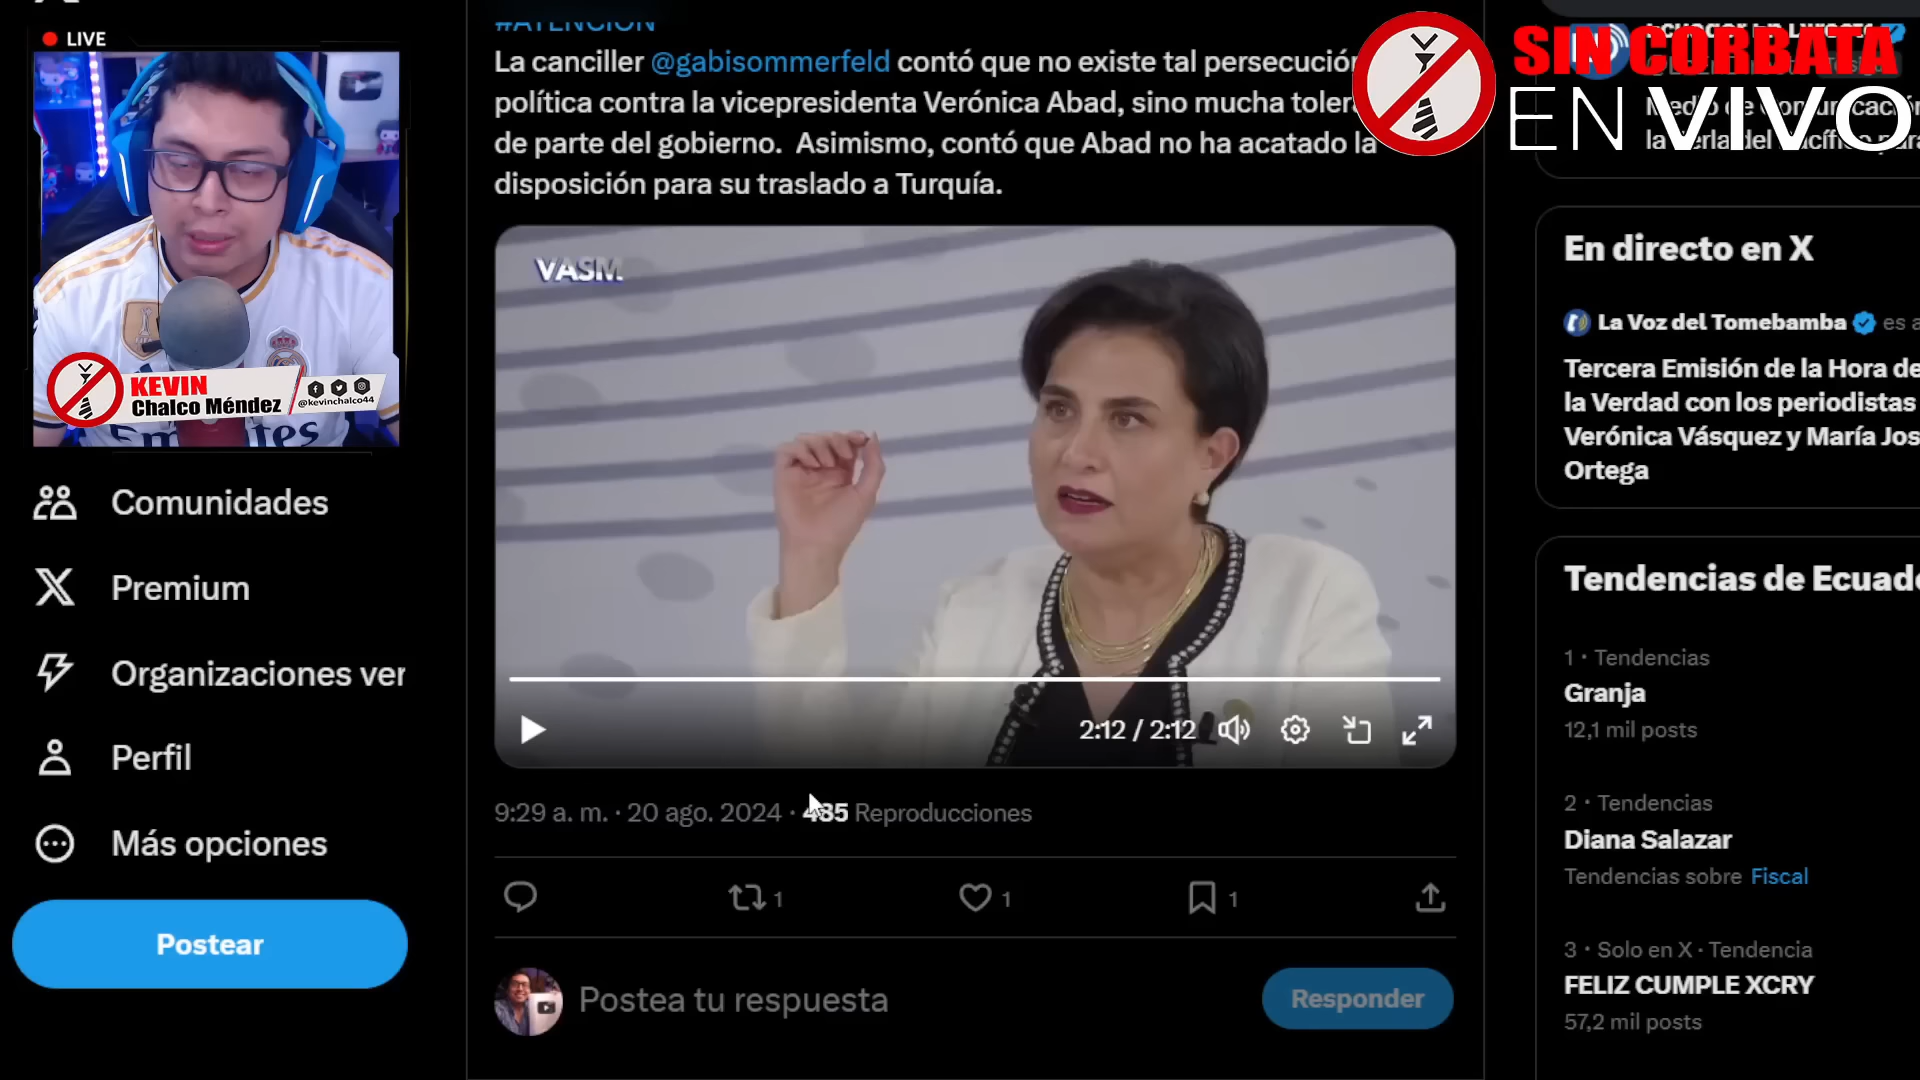 LIVE
KEVIN
Chalco Méndez
@kevinchalco44
Emirates
Comunidades
Premium
Organizaciones ver
Perfil
Más opciones
Postear
#ATENCIÓN
La canciller @gabisommerfeld contó que no existe tal persecución
política contra la vicepresidenta Verónica Abad, sino mucha tolera
de parte del gobierno. Asimismo, contó que Abad no ha acatado la
disposición para su traslado a Turquía.
VASM.
2:12 / 2:12
9:29 a. m. · 20 ago. 2024 · 485 Reproducciones
1
1
1
Postea tu respuesta
Responder
SIN CORBATA
EN VIVO
En directo en X
La Voz del Tomebamba es a
Tercera Emisión de la Hora de
la Verdad con los periodistas
Verónica Vásquez y María Jos
Ortega
Tendencias de Ecuado
1 · Tendencias
Granja
12,1 mil posts
2 · Tendencias
Diana Salazar
Tendencias sobre Fiscal
3 · Solo en X · Tendencia
FELIZ CUMPLE XCRY
57,2 mil posts